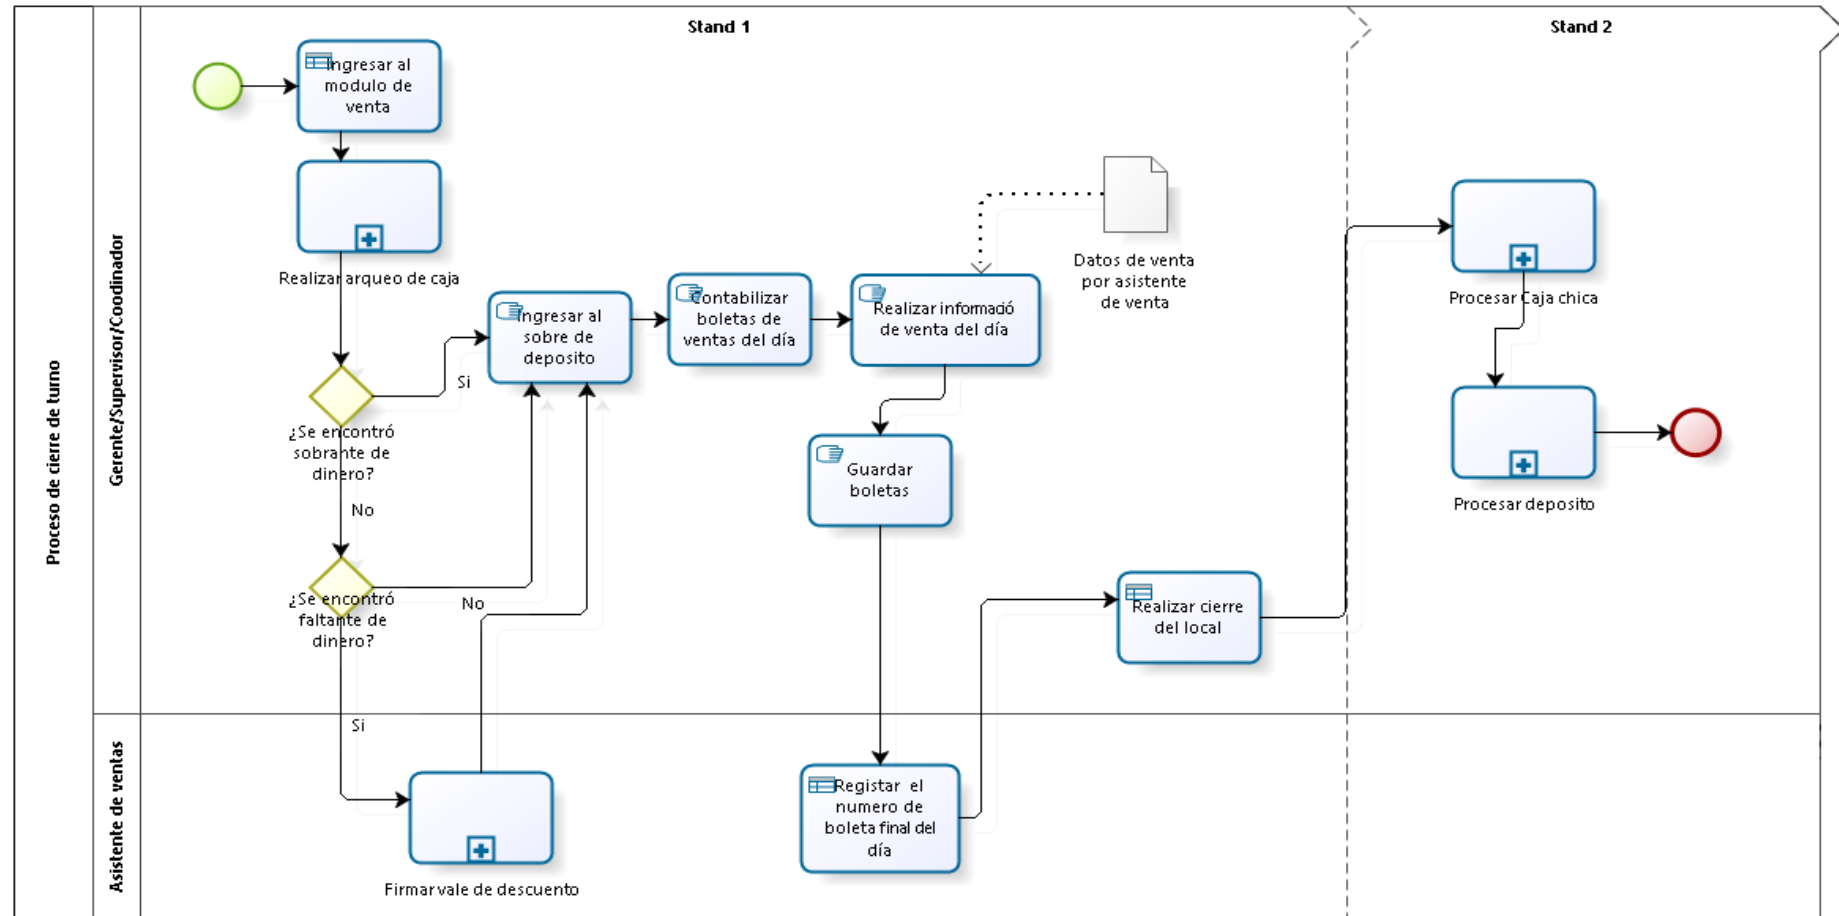 Stand 1
Stand 2
Proceso de cierre de turno
Gerente/Supervisor/Coodinador
Asistente de ventas
Ingresar al
modulo de
venta
Realizar arqueo de caja
¿Se encontró
sobrante de
dinero?
Si
No
¿Se encontró
faltante de
dinero?
No
Si
Firmar vale de descuento
Ingresar al
sobre de
deposito
Contabilizar
boletas de
ventas del día
Realizar informació
de venta del día
Datos de venta
por asistente
de venta
Guardar
boletas
Registar el
numero de
boleta final del
día
Realizar cierre
del local
Procesar Caja chica
Procesar deposito